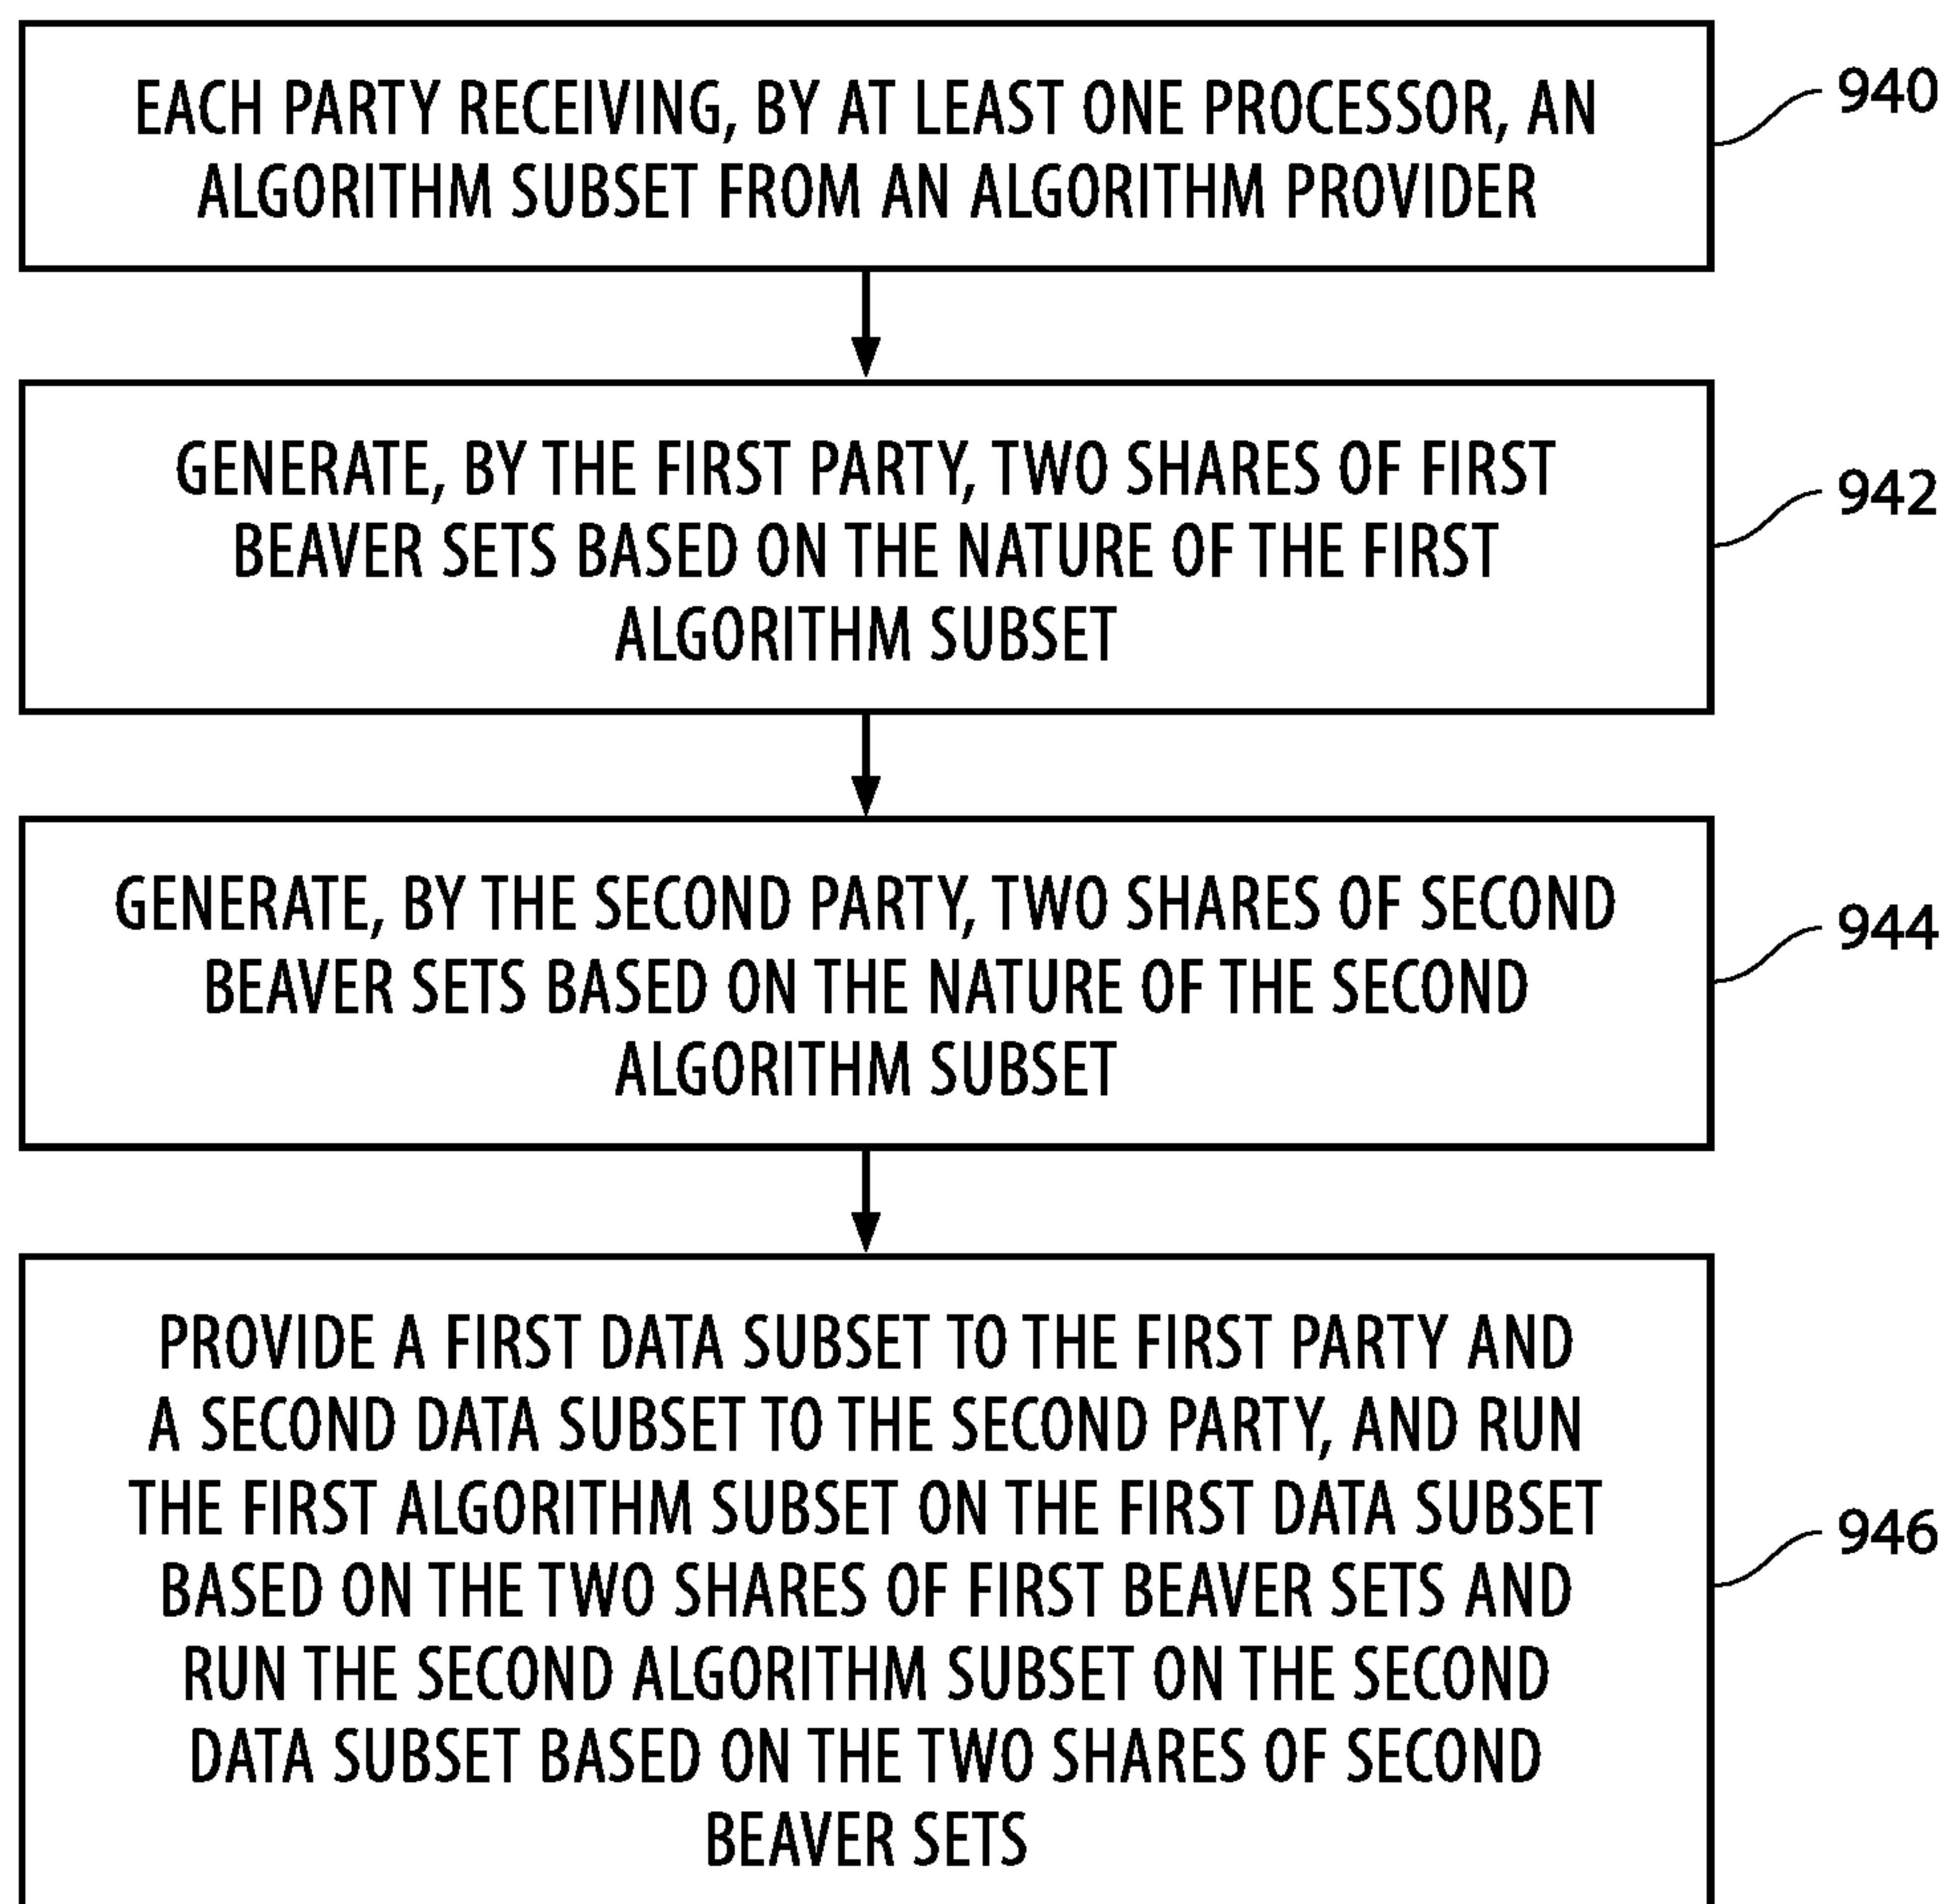 EACH PARTY RECEIVING, BY AT LEAST ONE PROCESSOR, AN
ALGORITHM SUBSET FROM AN ALGORITHM PROVIDER
940
GENERATE, BY THE FIRST PARTY, TWO SHARES OF FIRST
BEAVER SETS BASED ON THE NATURE OF THE FIRST
ALGORITHM SUBSET
942
GENERATE, BY THE SECOND PARTY, TWO SHARES OF SECOND
BEAVER SETS BASED ON THE NATURE OF THE SECOND
ALGORITHM SUBSET
944
PROVIDE A FIRST DATA SUBSET TO THE FIRST PARTY AND
A SECOND DATA SUBSET TO THE SECOND PARTY, AND RUN
THE FIRST ALGORITHM SUBSET ON THE FIRST DATA SUBSET
BASED ON THE TWO SHARES OF FIRST BEAVER SETS AND
RUN THE SECOND ALGORITHM SUBSET ON THE SECOND
DATA SUBSET BASED ON THE TWO SHARES OF SECOND
BEAVER SETS
946